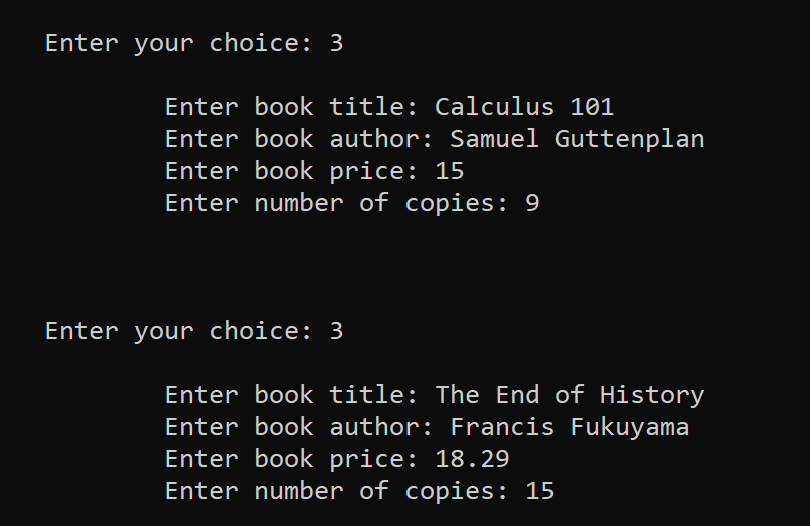 Enter your choice: 3
Enter book title: Calculus 101
Enter book author: Samuel Guttenplan
Enter book price: 15
Enter number of copies: 9
Enter your choice: 3
Enter book title: The End of History
Enter book author: Francis Fukuyama
Enter book price: 18.29
Enter number of copies: 15